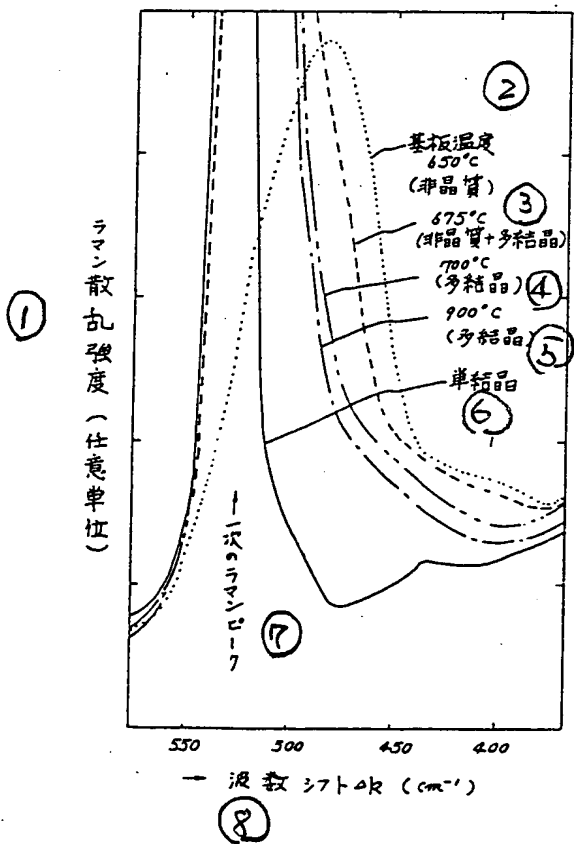 ②
基板温度
650°C
(非晶質)
③
675°C
(非晶質+多結晶)
700°C
(多結晶)
④
900°C
(多結晶)
⑤
単結晶
⑥
①
ラマン散乱強度(任意単位)
←一次のラマンピーク
⑦
550
500
450
400
→ 波数シフトΔk (cm⁻¹)
⑧